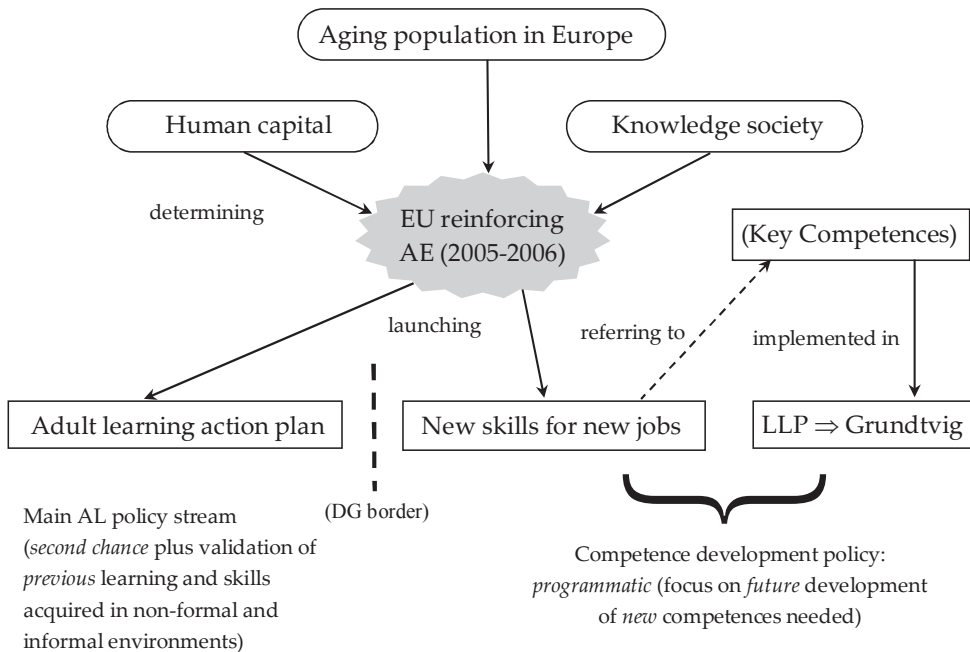 Aging population in Europe
Human capital
Knowledge society
determining
EU reinforcing
AE (2005-2006)
(Key Competences)
launching
referring to
implemented in
Adult learning action plan
New skills for new jobs
LLP ⇒ Grundtvig
(DG border)
Main AL policy stream
(second chance plus validation of
previous learning and skills
acquired in non-formal and
informal environments)
Competence development policy:
programmatic (focus on future development
of new competences needed)